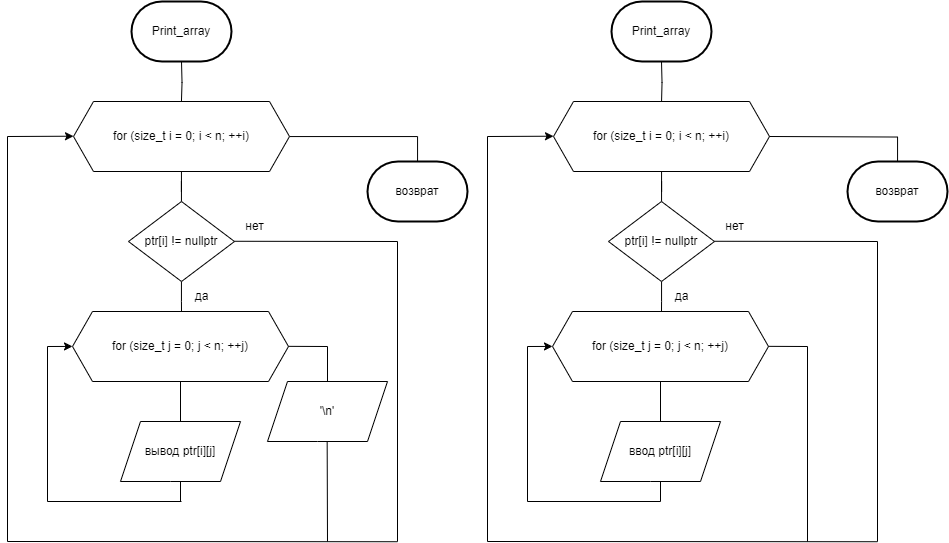 Print_array
for (size_t i = 0; i < n; ++i)
возврат
ptr[i] != nullptr
нет
да
for (size_t j = 0; j < n; ++j)
'\n'
вывод ptr[i][j]
Print_array
for (size_t i = 0; i < n; ++i)
возврат
ptr[i] != nullptr
нет
да
for (size_t j = 0; j < n; ++j)
ввод ptr[i][j]